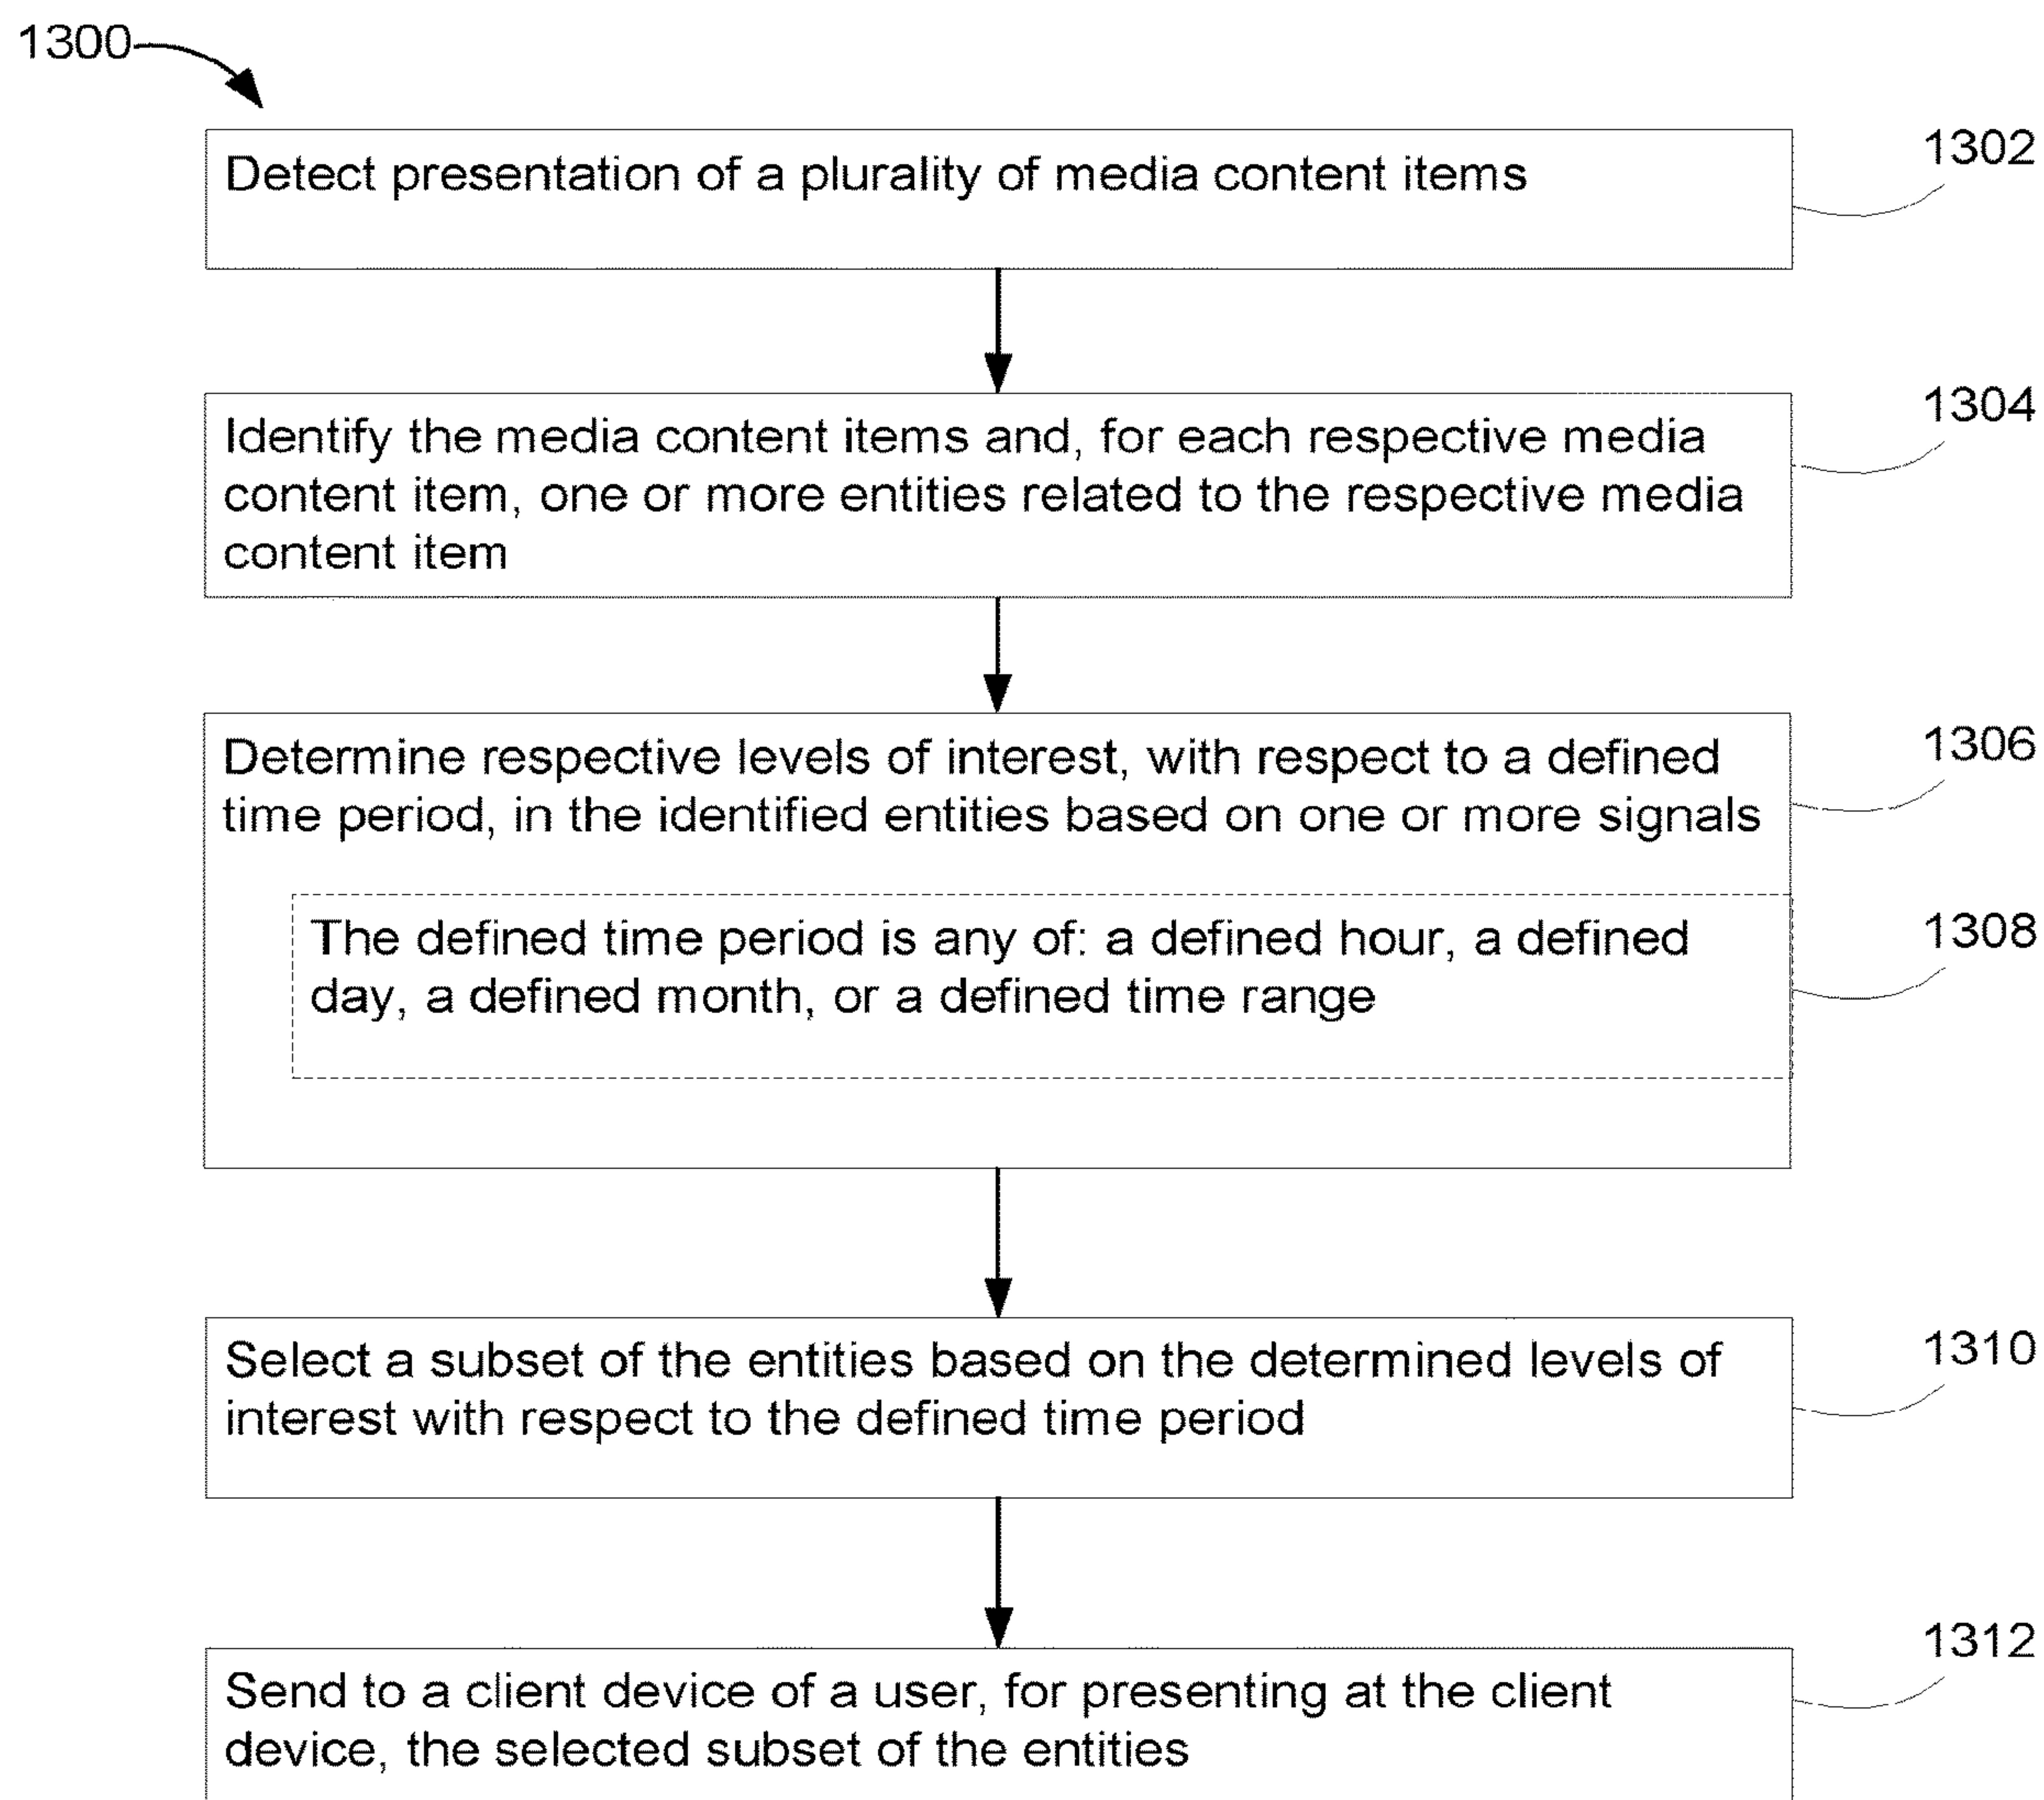 1300
Detect presentation of a plurality of media content items
1302
Identify the media content items and, for each respective media
content item, one or more entities related to the respective media
content item
1304
Determine respective levels of interest, with respect to a defined
time period, in the identified entities based on one or more signals
1306
The defined time period is any of: a defined hour, a defined
day, a defined month, or a defined time range
1308
Select a subset of the entities based on the determined levels of
interest with respect to the defined time period
1310
Send to a client device of a user, for presenting at the client
device, the selected subset of the entities
1312